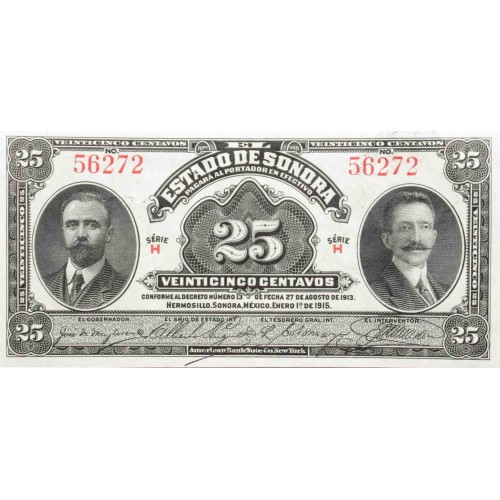 VEINTICINCO CENTAVOS EL VEINTICINCO CENTAVOS
25 NO. 56272 NO. 56272 25
ESTADO DE SONORA
PAGARÁ AL PORTADOR EN EFECTIVO
SÉRIE H 25 SÉRIE H
VEINTICINCO CENTAVOS
CONFORME AL DECRETO NÚMERO 13 DE FECHA 27 DE AGOSTO DE 1913.
HERMOSILLO, SONORA, MÉXICO, ENERO 1º DE 1915.
EL GOBERNADOR. EL SRIO DE ESTADO INT. EL TESORERO GRAL. INT. EL INTERVENTOR.
25 25
American Bank Note Co. New York